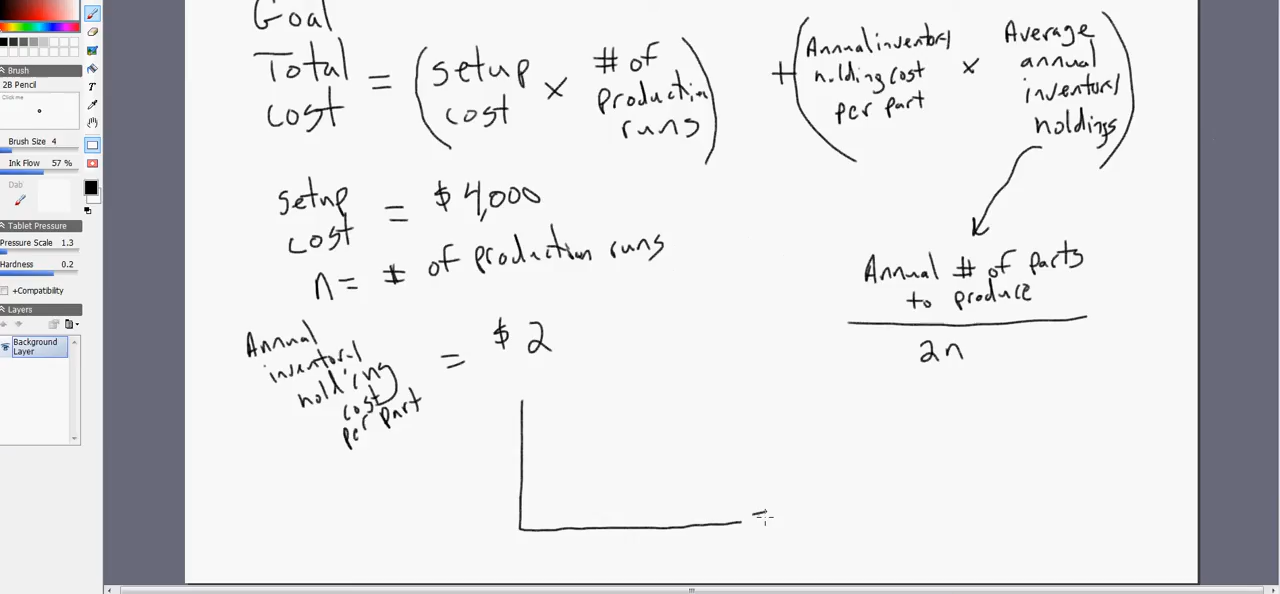 Brush
2B Pencil
Click me
Brush Size 4
Ink Flow 57 %
Dab
Tablet Pressure
Pressure Scale 1.3
Hardness 0.2
+Compatibility
Layers
Background
Layer
Goal
Total
cost
=
setup
cost
×
# of
production
runs
+
Annual inventory
holding cost
per part
×
Average
annual
inventory
holdings
setup
cost
= $ 4,000
n = # of production runs
Annual
inventory
holding
cost
per part
= $ 2
Annual # of parts
to produce
2n